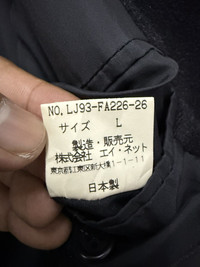 NO.LJ93-FA226-26
サイズ L
製造・販売元
株式会社 エイ・ネット
東京都江東区新大橋1-1-11
日本製